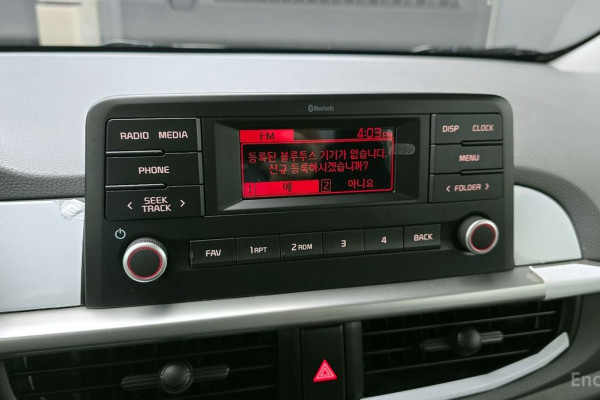 Bluetooth
RADIO MEDIA
FM 4:03
DISP CLOCK
등록된 블루투스 기기가 없습니다.
신규 등록하시겠습니까?
PHONE
MENU
1 예 2 아니요
< SEEK TRACK >
< FOLDER >
FAV 1 RPT 2 RDM 3 4 BACK
Enc